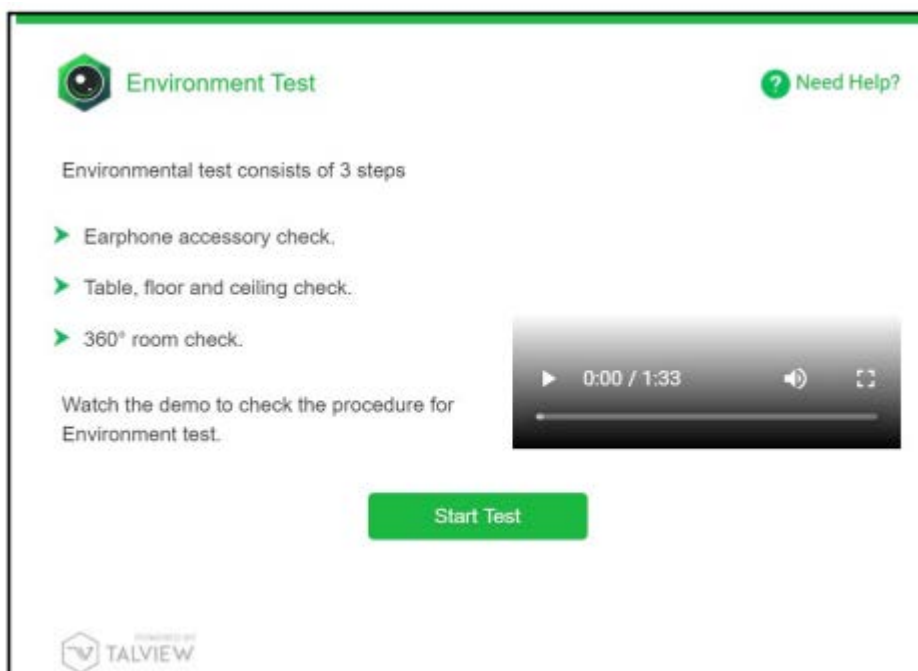 Environment Test
Need Help?
Environmental test consists of 3 steps
Earphone accessory check.
Table, floor and ceiling check.
360° room check.
0:00 / 1:33
Watch the demo to check the procedure for
Environment test.
Start Test
POWERED BY
TALVIEW